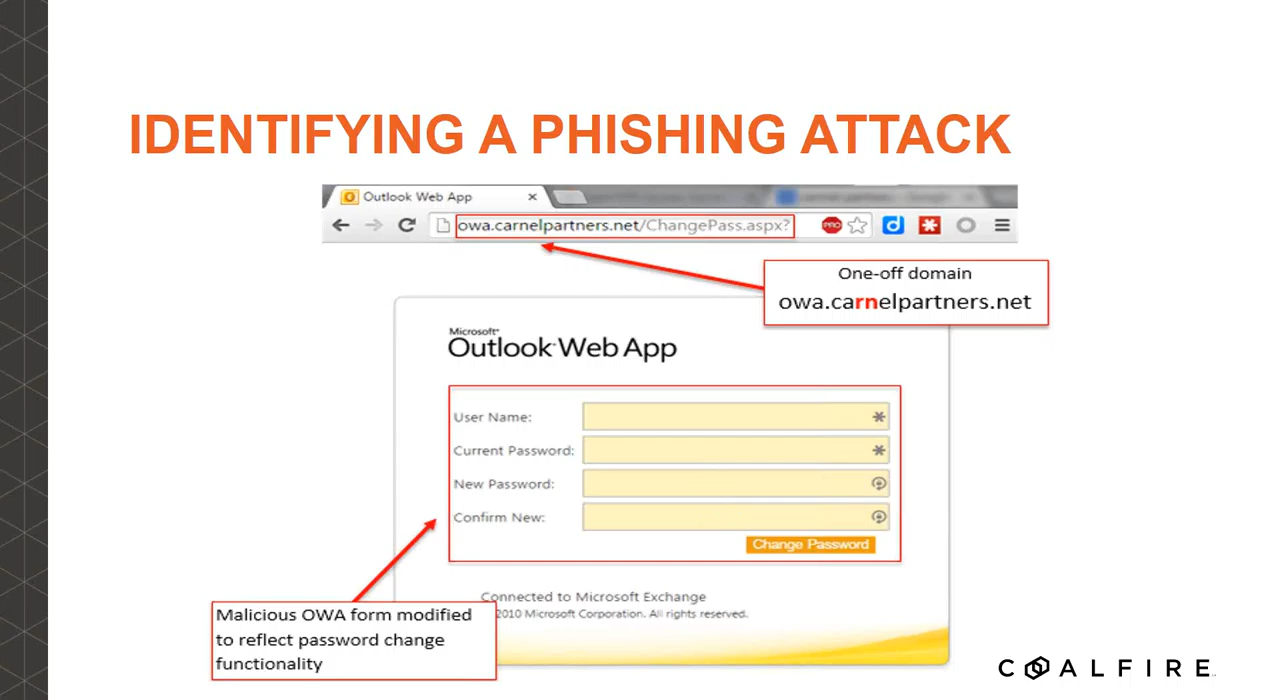 IDENTIFYING A PHISHING ATTACK
Outlook Web App
owa.carnelpartners.net/ChangePass.aspx?
PRO
One-off domain
owa.carnelpartners.net
Microsoft®
Outlook Web App
User Name:
Current Password:
New Password:
Confirm New:
Change Password
Connected to Microsoft Exchange
2010 Microsoft Corporation. All rights reserved.
Malicious OWA form modified
to reflect password change
functionality
COALFIRE